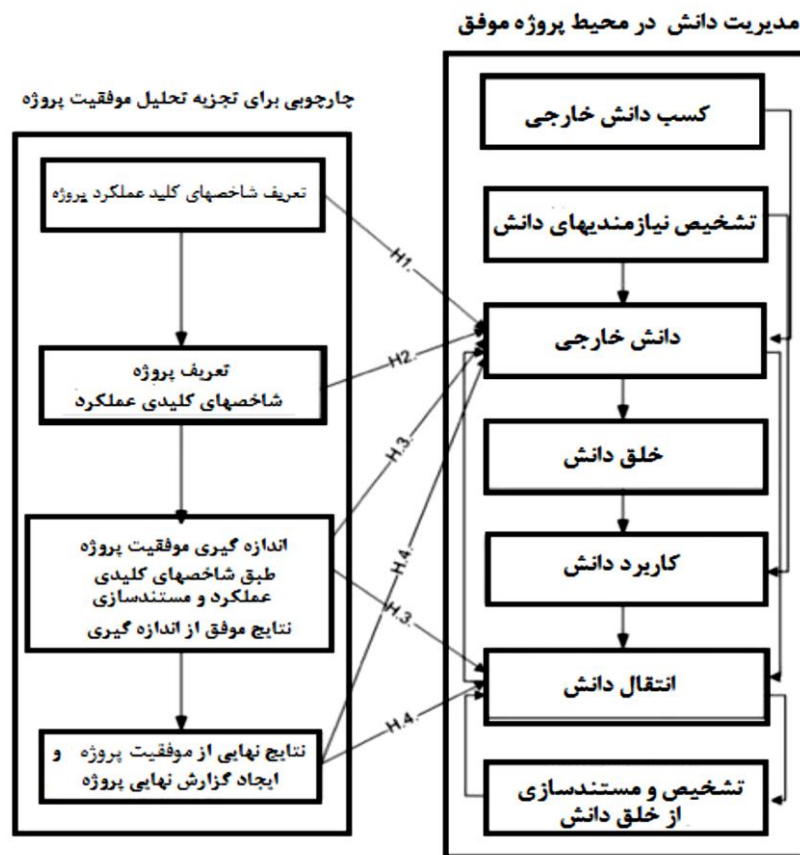 مدیریت دانش در محیط پروژه موفق
کسب دانش خارجی
تشخیص نیازمندیهای دانش
دانش خارجی
خلق دانش
کاربرد دانش
انتقال دانش
تشخیص و مستندسازی
از خلق دانش
چارچوبی برای تجزیه تحلیل موفقیت پروژه
تعریف شاخصهای کلید عملکرد پروژه
تعریف پروژه
شاخصهای کلیدی عملکرد
اندازه گیری موفقیت پروژه
طبق شاخصهای کلیدی
عملکرد و مستندسازی
نتایج موفق از اندازه گیری
نتایج نهایی از موفقیت پروژه و
ایجاد گزارش نهایی پروژه
H1.
H2.
H.3.
H.4.
H.3.
H.4.